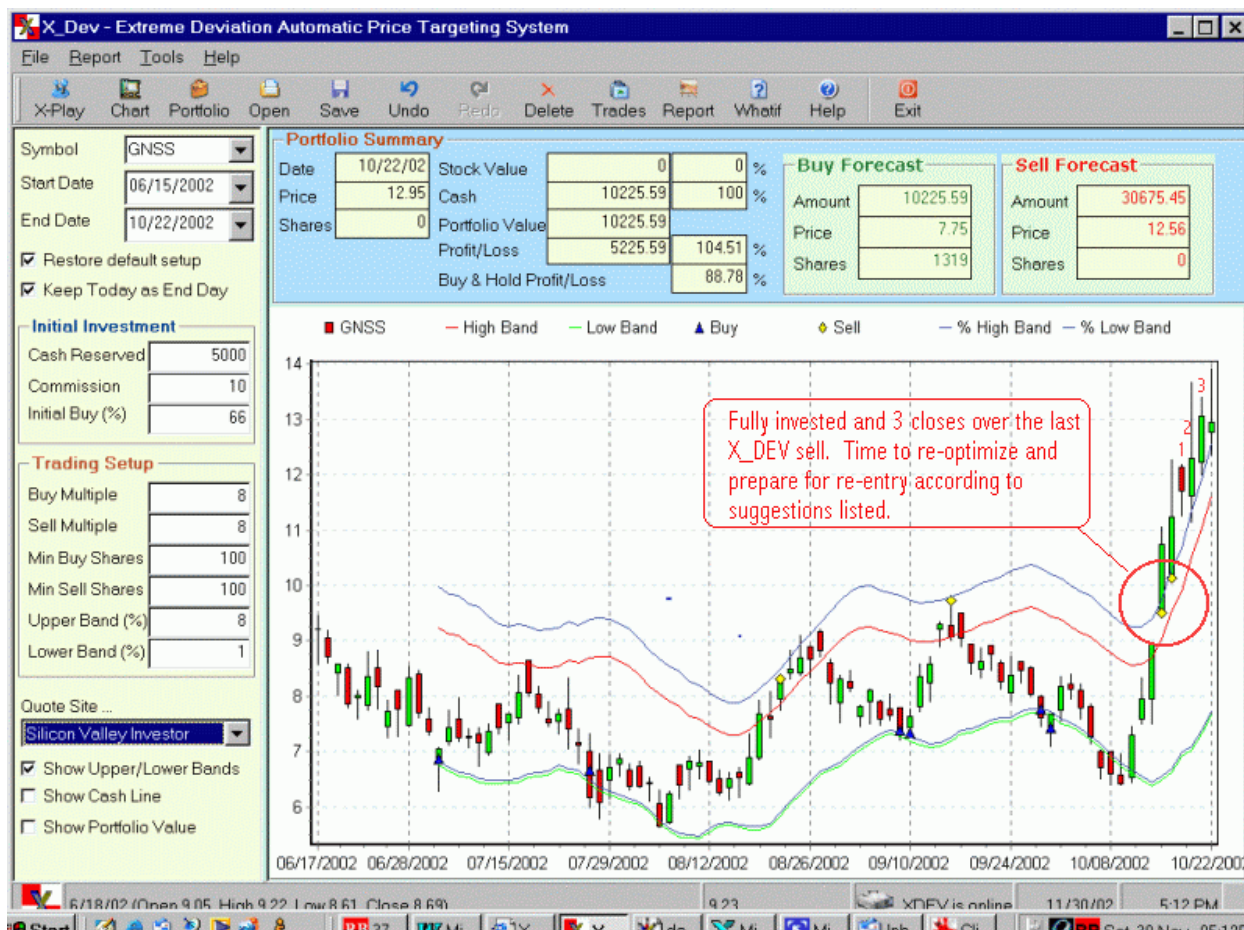 X_Dev - Extreme Deviation Automatic Price Targeting System
File Report Tools Help
X-Play Chart Portfolio Open Save Undo Redo Delete Trades Report Whatif Help Exit
Symbol GNSS
Start Date 06/15/2002
End Date 10/22/2002
Restore default setup
Keep Today as End Day
Initial Investment
Cash Reserved 5000
Commission 10
Initial Buy (%) 66
Trading Setup
Buy Multiple 8
Sell Multiple 8
Min Buy Shares 100
Min Sell Shares 100
Upper Band (%) 8
Lower Band (%) 1
Quote Site ...
Silicon Valley Investor
Show Upper/Lower Bands
Show Cash Line
Show Portfolio Value
Portfolio Summary
Date 10/22/02 Stock Value 0 0 %
Price 12.95 Cash 10225.59 100 %
Shares 0 Portfolio Value 10225.59
Profit/Loss 5225.59 104.51 %
Buy & Hold Profit/Loss 88.78 %
Buy Forecast
Amount 10225.59
Price 7.75
Shares 1319
Sell Forecast
Amount 30675.45
Price 12.56
Shares 0
GNSS High Band Low Band Buy Sell % High Band % Low Band
14
13
12
11
10
9
8
7
6
3
2
1
Fully invested and 3 closes over the last
X_DEV sell. Time to re-optimize and
prepare for re-entry according to
suggestions listed.
06/17/2002 06/28/2002 07/15/2002 07/29/2002 08/12/2002 08/26/2002 09/10/2002 09/24/2002 10/08/2002 10/22/200
6/18/02 (Open 9.05 High 9.22 Low 8.61 Close 8.69) 9.23 XDEV is online 11/30/02 5:12 PM
Start